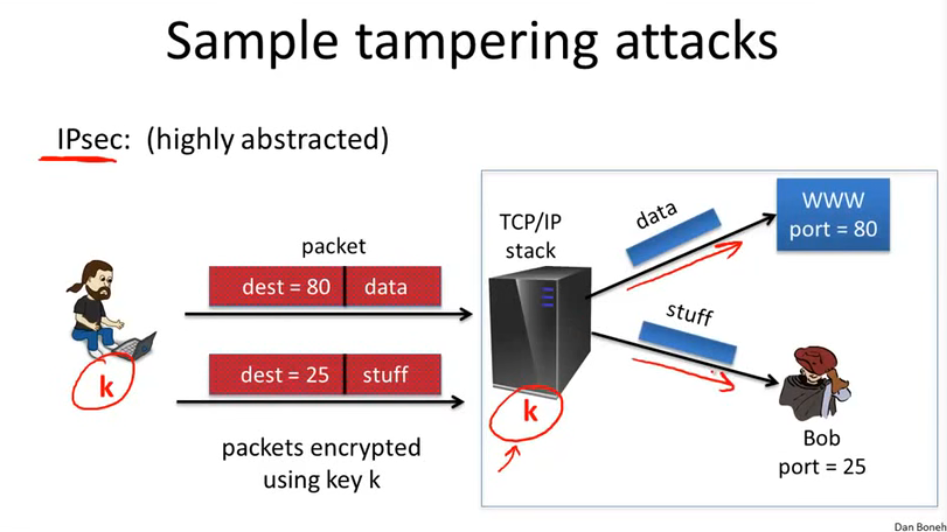 Sample tampering attacks
IPsec: (highly abstracted)
packet
dest = 80 data
dest = 25 stuff
k
packets encrypted
using key k
TCP/IP
stack
k
data
stuff
WWW
port = 80
Bob
port = 25
Dan Boneh